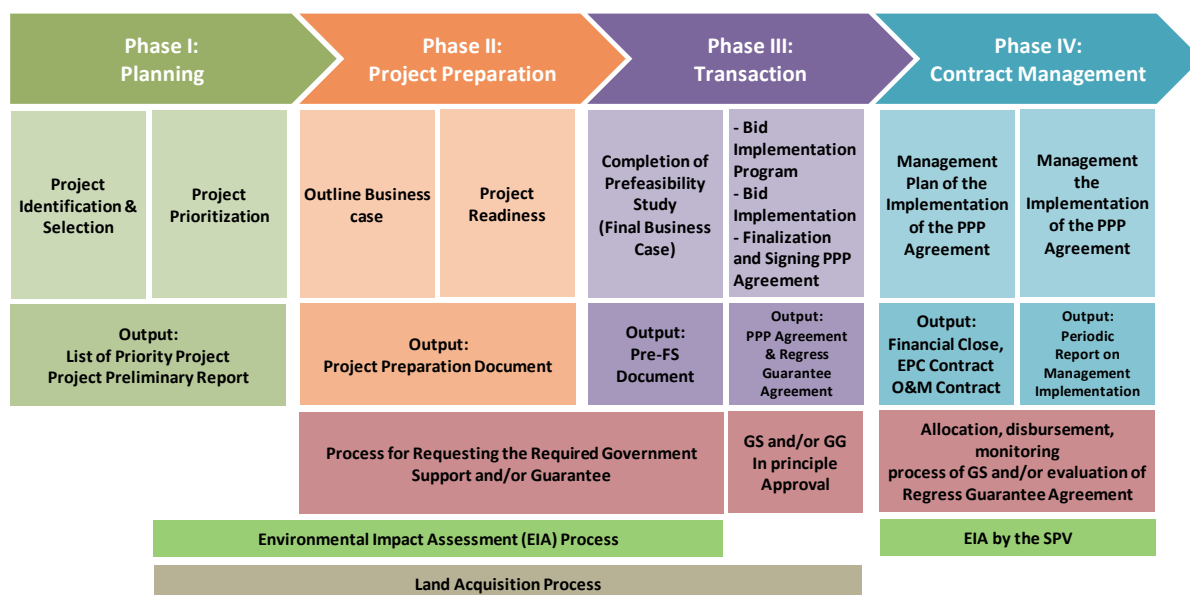 Phase I:
Planning
Phase II:
Project Preparation
Phase III:
Transaction
Phase IV:
Contract Management
Project
Identification &
Selection
Project
Prioritization
Outline Business
case
Project
Readiness
Completion of
Prefeasibility
Study
(Final Business
Case)
- Bid
Implementation
Program
- Bid
Implementation
- Finalization
and Signing PPP
Agreement
Management
Plan of the
Implementation
of the PPP
Agreement
Management
the
Implementation
of the PPP
Agreement
Output:
List of Priority Project
Project Preliminary Report
Output:
Project Preparation Document
Output:
Pre-FS
Document
Output:
PPP Agreement
& Regress
Guarantee
Agreement
Output:
Financial Close,
EPC Contract
O&M Contract
Output:
Periodic
Report on
Management
Implementation
Process for Requesting the Required Government
Support and/or Guarantee
GS and/or GG
In principle
Approval
Allocation, disbursement,
monitoring
process of GS and/or evaluation of
Regress Guarantee Agreement
Environmental Impact Assessment (EIA) Process
EIA by the SPV
Land Acquisition Process